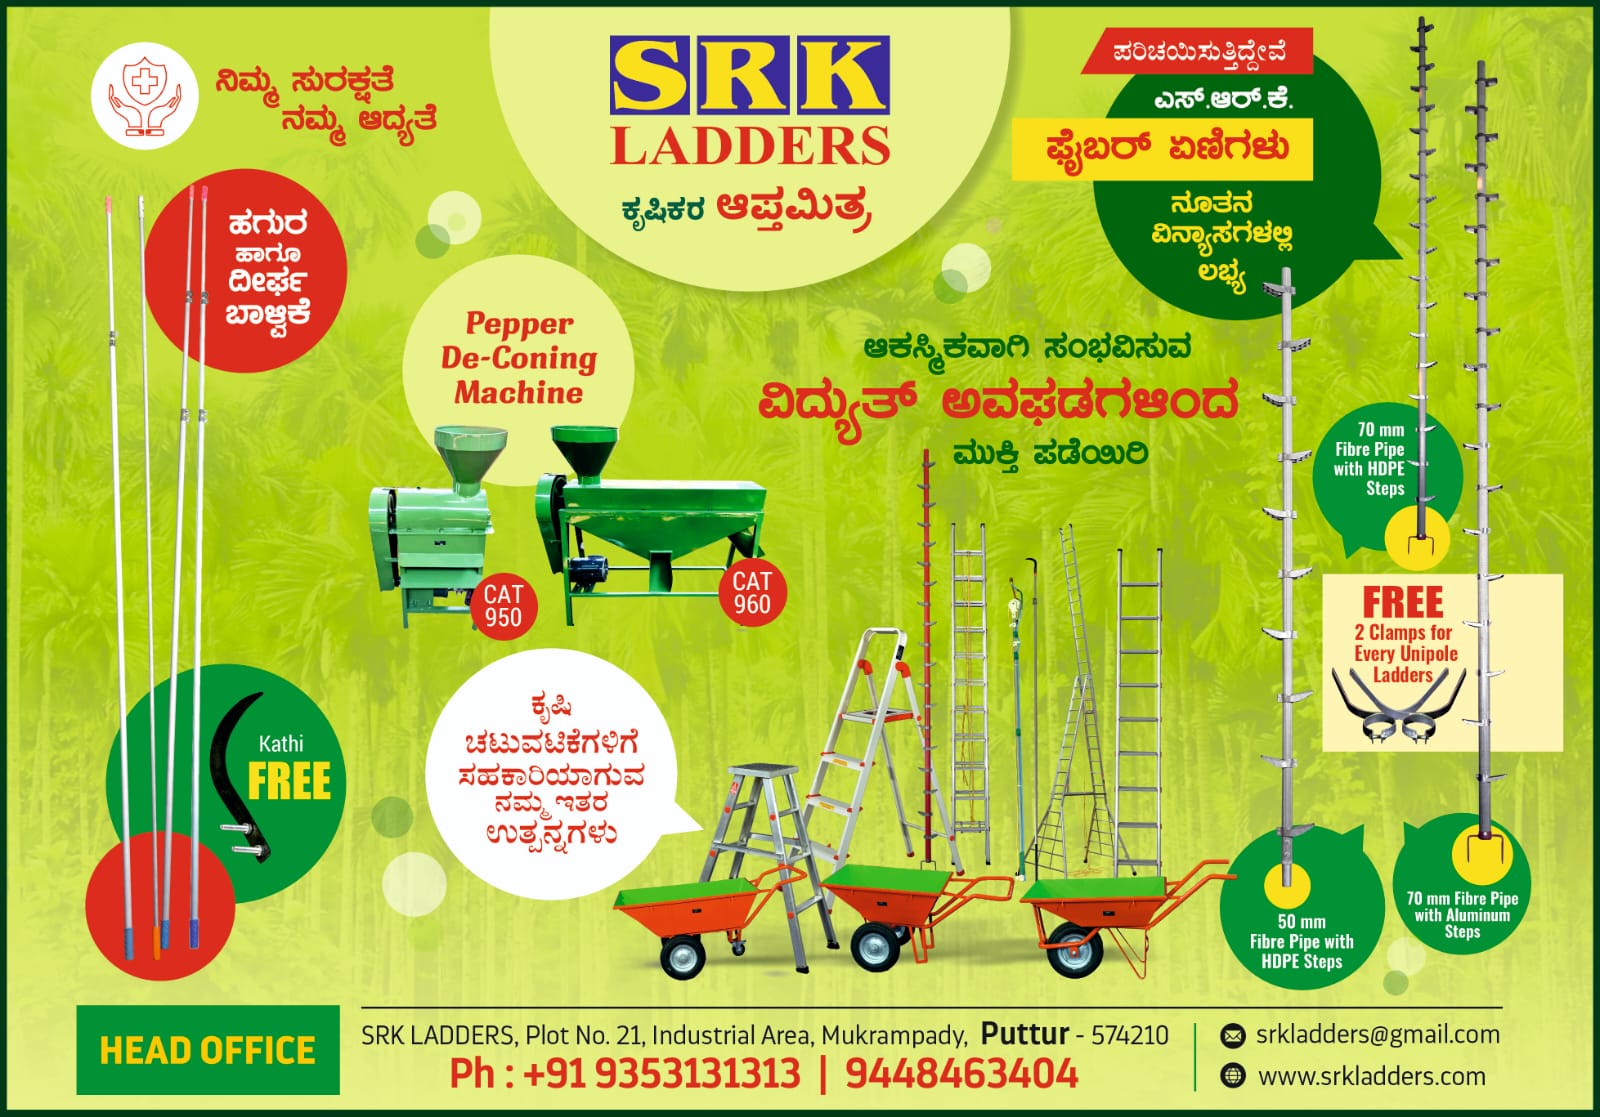 ನಿಮ್ಮ ಸುರಕ್ಷತೆ
ನಮ್ಮ ಆದ್ಯತೆ
SRK
LADDERS
ಕೃಷಿಕರ ಆಪ್ತಮಿತ್ರ
ಪರಿಚಯಿಸುತ್ತಿದ್ದೇವೆ
ಎಸ್.ಆರ್.ಕೆ.
ಫೈಬರ್ ಏಣಿಗಳು
ನೂತನ
ವಿನ್ಯಾಸಗಳಲ್ಲಿ
ಲಭ್ಯ
ಹಗುರ
ಹಾಗೂ
ದೀರ್ಘ
ಬಾಳ್ವಿಕೆ
Pepper
De-Coning
Machine
CAT
950
CAT
960
ಆಕಸ್ಮಿಕವಾಗಿ ಸಂಭವಿಸುವ
ವಿದ್ಯುತ್ ಅವಘಡಗಳಿಂದ
ಮುಕ್ತಿ ಪಡೆಯಿರಿ
70 mm
Fibre Pipe
with HDPE
Steps
FREE
2 Clamps for
Every Unipole
Ladders
Kathi
FREE
ಕೃಷಿ
ಚಟುವಟಿಕೆಗಳಿಗೆ
ಸಹಕಾರಿಯಾಗುವ
ನಮ್ಮ ಇತರ
ಉತ್ಪನ್ನಗಳು
50 mm
Fibre Pipe with
HDPE Steps
70 mm Fibre Pipe
with Aluminum
Steps
HEAD OFFICE
SRK LADDERS, Plot No. 21, Industrial Area, Mukrampady, Puttur - 574210
Ph : +91 9353131313 | 9448463404
srkladders@gmail.com
www.srkladders.com